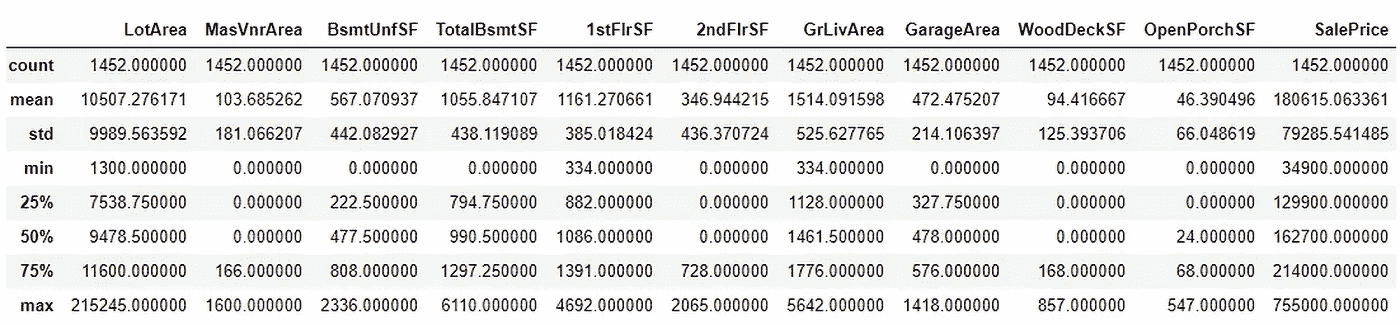 LotArea MasVnrArea BsmtUnfSF TotalBsmtSF 1stFlrSF 2ndFlrSF GrLivArea GarageArea WoodDeckSF OpenPorchSF SalePrice
count 1452.000000 1452.000000 1452.000000 1452.000000 1452.000000 1452.000000 1452.000000 1452.000000 1452.000000 1452.000000 1452.000000
mean 10507.276171 103.685262 567.070937 1055.847107 1161.270661 346.944215 1514.091598 472.475207 94.416667 46.390496 180615.063361
std 9989.563592 181.066207 442.082927 438.119089 385.018424 436.370724 525.627765 214.106397 125.393706 66.048619 79285.541485
min 1300.000000 0.000000 0.000000 0.000000 334.000000 0.000000 334.000000 0.000000 0.000000 0.000000 34900.000000
25% 7538.750000 0.000000 222.500000 794.750000 882.000000 0.000000 1128.000000 327.750000 0.000000 0.000000 129900.000000
50% 9478.500000 0.000000 477.500000 990.500000 1086.000000 0.000000 1461.500000 478.000000 0.000000 24.000000 162700.000000
75% 11600.000000 166.000000 808.000000 1297.250000 1391.000000 728.000000 1776.000000 576.000000 168.000000 68.000000 214000.000000
max 215245.000000 1600.000000 2336.000000 6110.000000 4692.000000 2065.000000 5642.000000 1418.000000 857.000000 547.000000 755000.000000